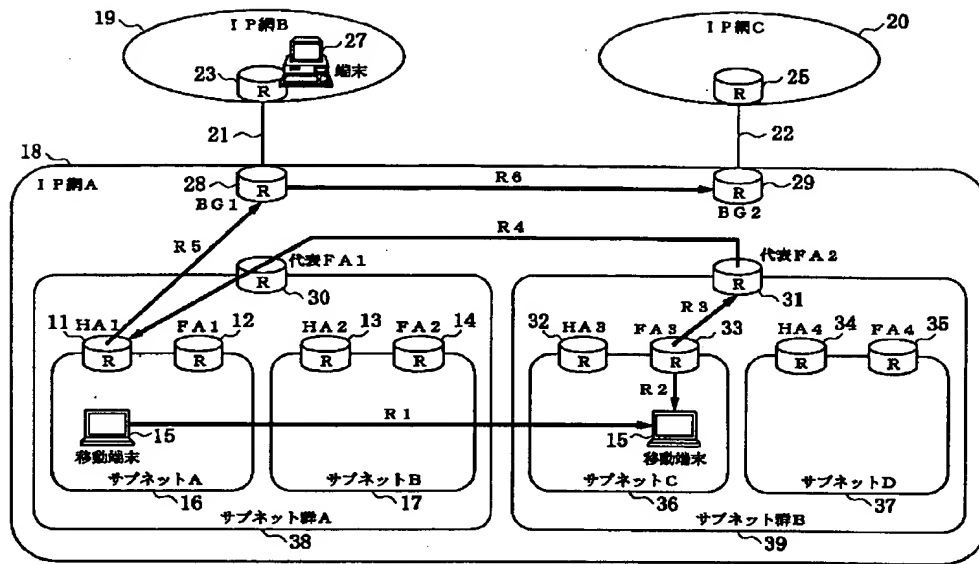 19
IP網B
27
23
R
端末
20
IP網C
25
R
21
22
18
IP網A
28
R
BG1
R6
R
29
BG2
R5
R4
代表FA1
R
30
代表FA2
R
31
R3
11
HA1
R
FA1
12
R
HA2
13
R
FA2
14
R
32
HA3
R
FA3
33
R
HA4
34
R
FA4
35
R
R2
R1
15
移動端末
15
移動端末
サブネットA
16
サブネットB
17
サブネットC
36
サブネットD
37
サブネット群A
38
サブネット群B
39